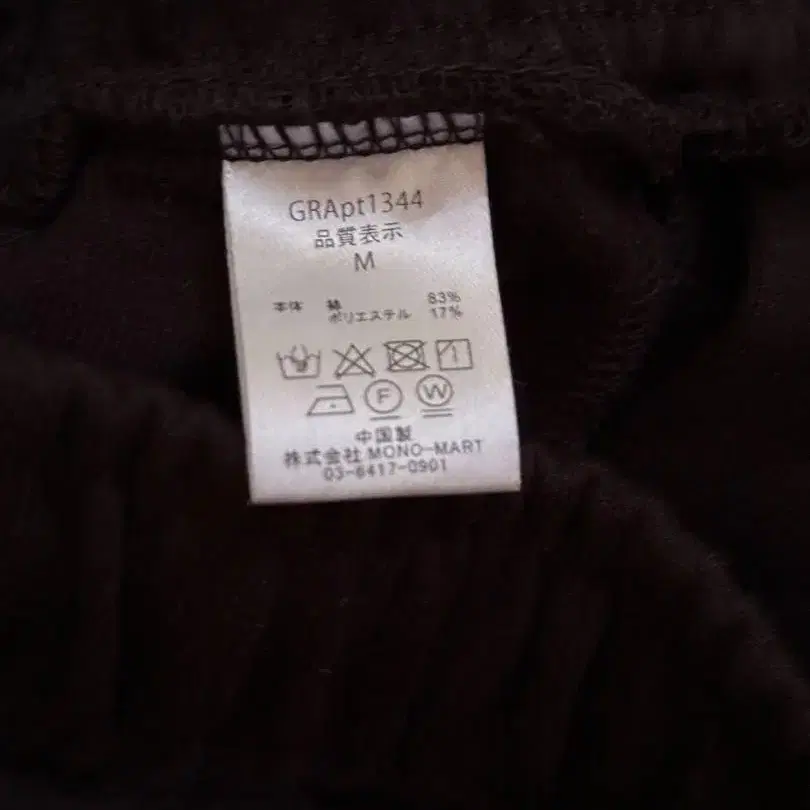 GRApt1344
品質表示
M
本体 綿 83%
ポリエステル 17%
F W
中国製
株式会社 MONO-MART
03-6417-0901